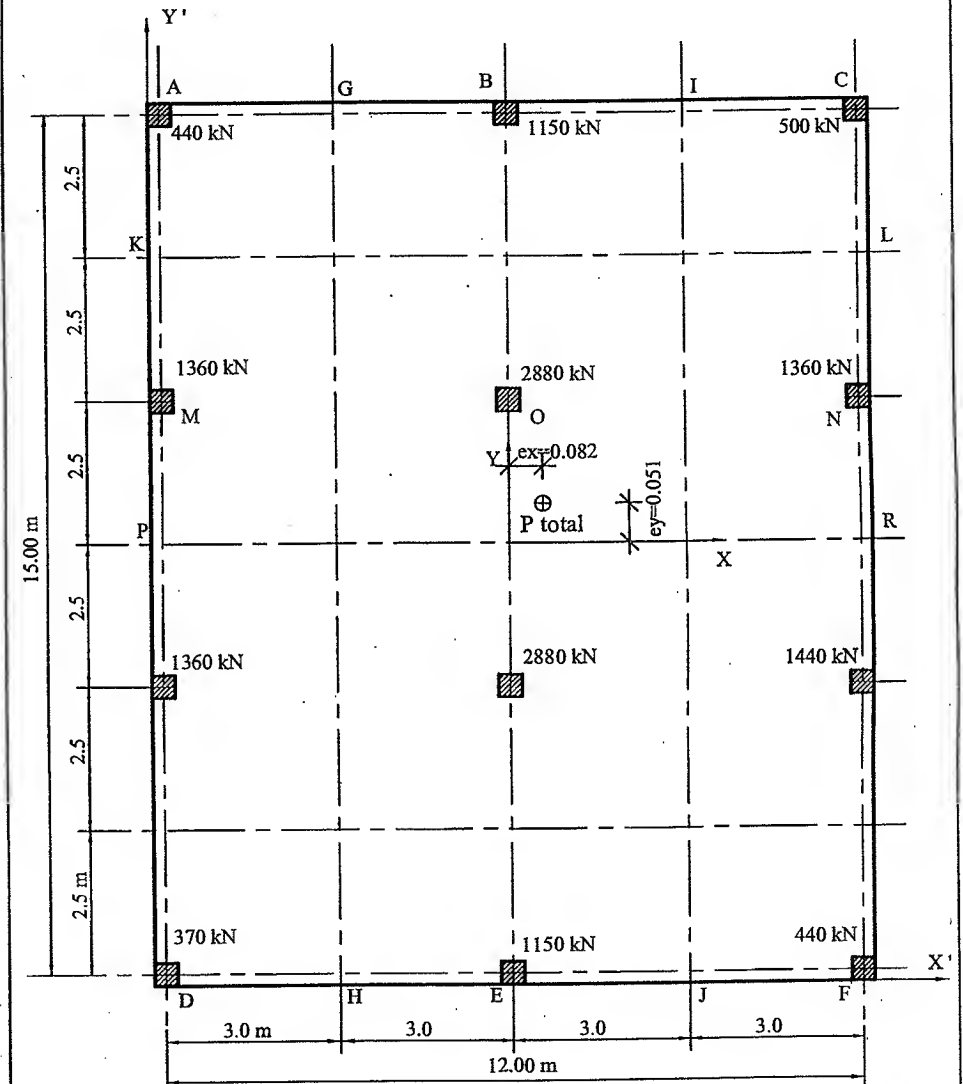 Y'
A
G
B
I
C
440 kN
1150 kN
500 kN
2.5
K
L
2.5
1360 kN
2880 kN
1360 kN
M
O
N
Y
ex=0.082
2.5
ey=0.051
P
P total
R
X
15.00 m
2.5
1360 kN
2880 kN
1440 kN
2.5
2.5 m
370 kN
1150 kN
440 kN
X'
D
H
E
J
F
3.0 m
3.0
3.0
3.0
12.00 m